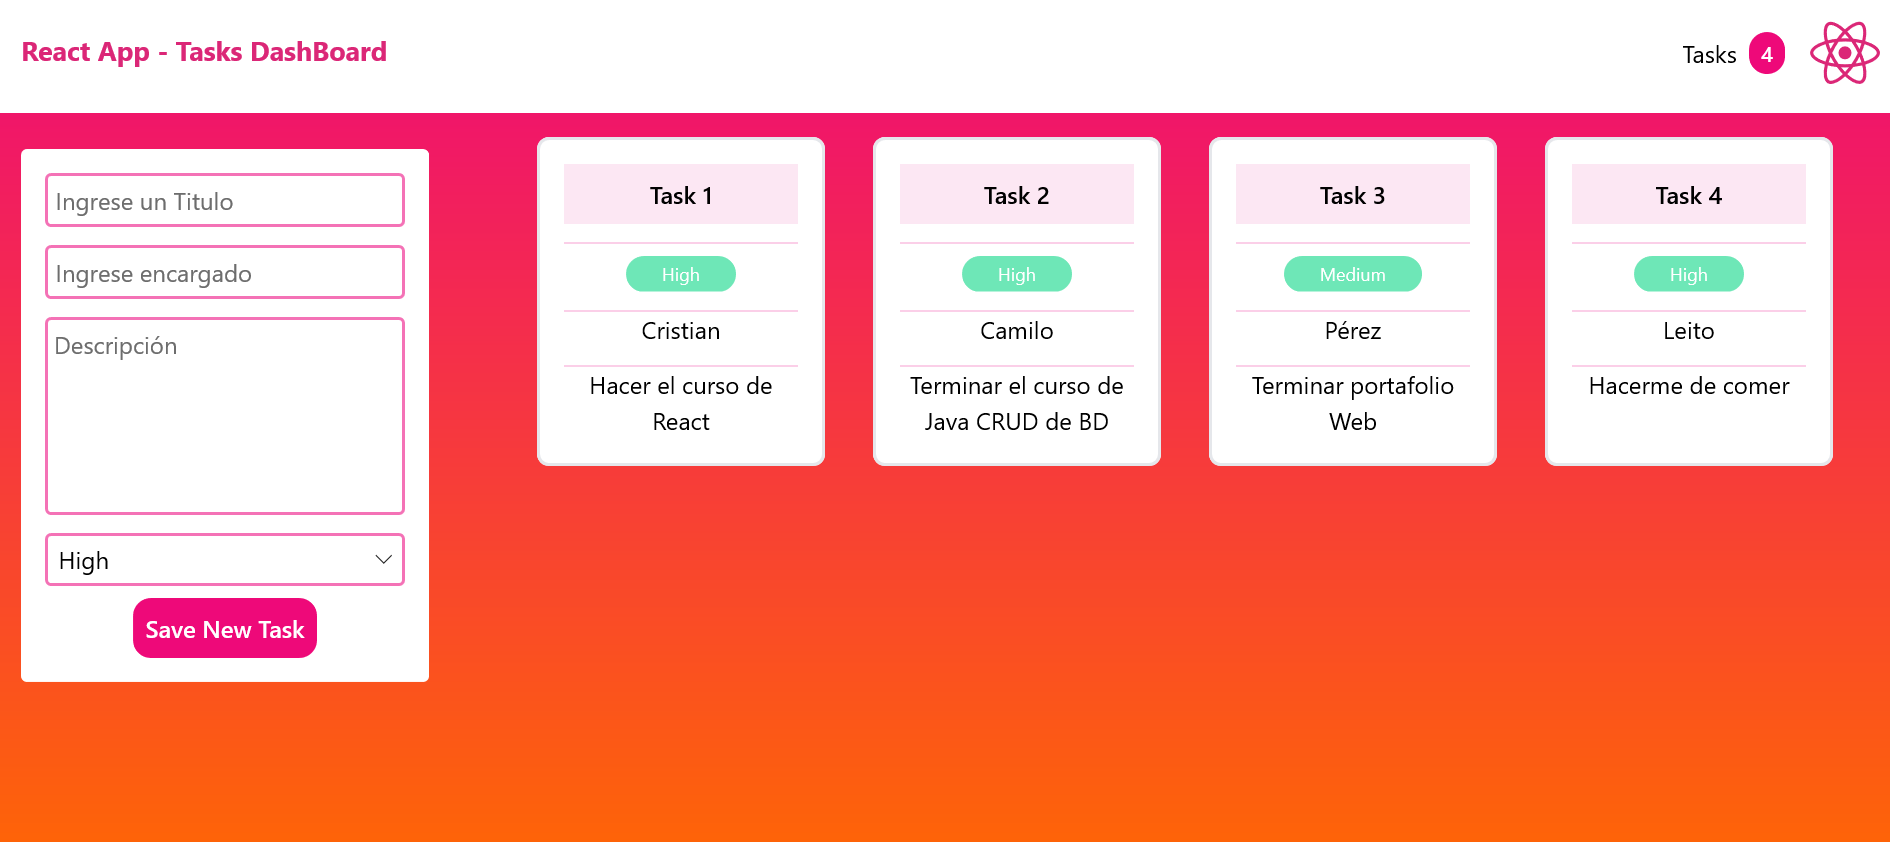 React App - Tasks DashBoard
Tasks 4
Ingrese un Titulo
Ingrese encargado
Descripción
High
Save New Task
Task 1
High
Cristian
Hacer el curso de
React
Task 2
High
Camilo
Terminar el curso de
Java CRUD de BD
Task 3
Medium
Pérez
Terminar portafolio
Web
Task 4
High
Leito
Hacerme de comer